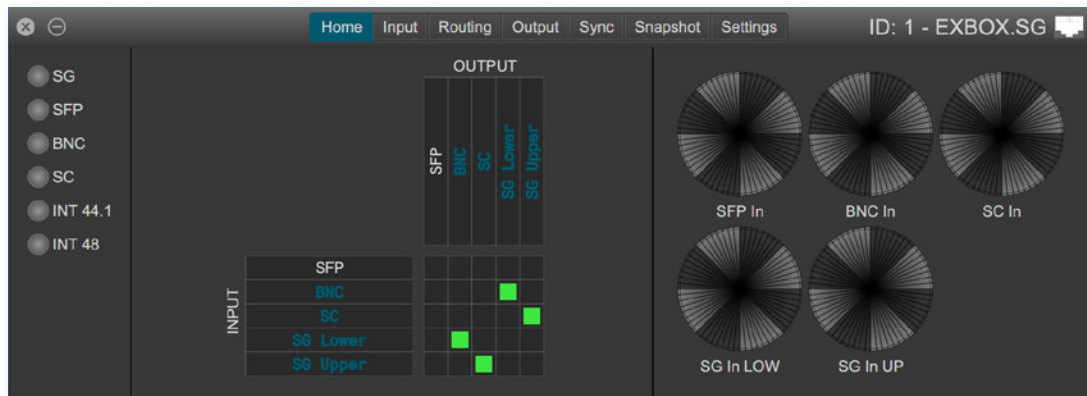 Home Input Routing Output Sync Snapshot Settings ID: 1 - EXBOX.SG
SG
SFP
BNC
SC
INT 44.1
INT 48
OUTPUT
SFP
BNC
SC
SG Lower
SG Upper
INPUT
SFP
BNC
SC
SG Lower
SG Upper
SFP In BNC In SC In
SG In LOW SG In UP